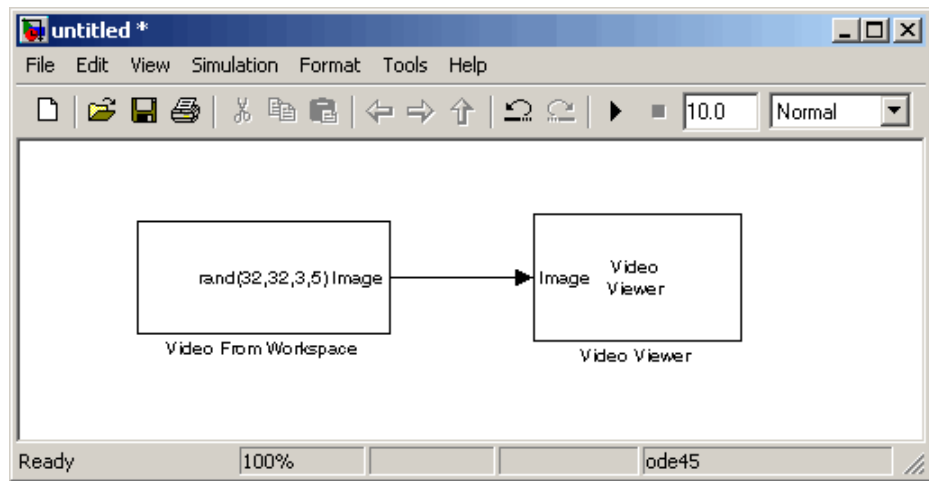 untitled *
File Edit View Simulation Format Tools Help
10.0 Normal
rand(32,32,3,5) Image
Image
Video
Viewer
Video From Workspace
Video Viewer
Ready 100% ode45